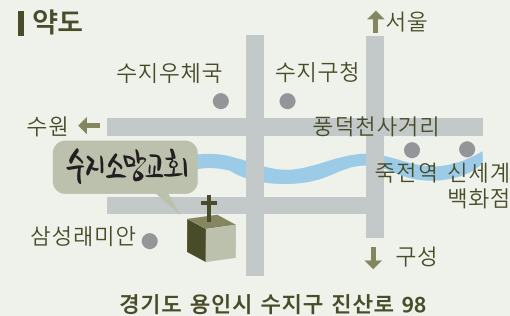 약도
서울
수지우체국
수지구청
수원
풍덕천사거리
수지소망교회
죽전역
신세계
백화점
삼성래미안
구성
경기도 용인시 수지구 진산로 98